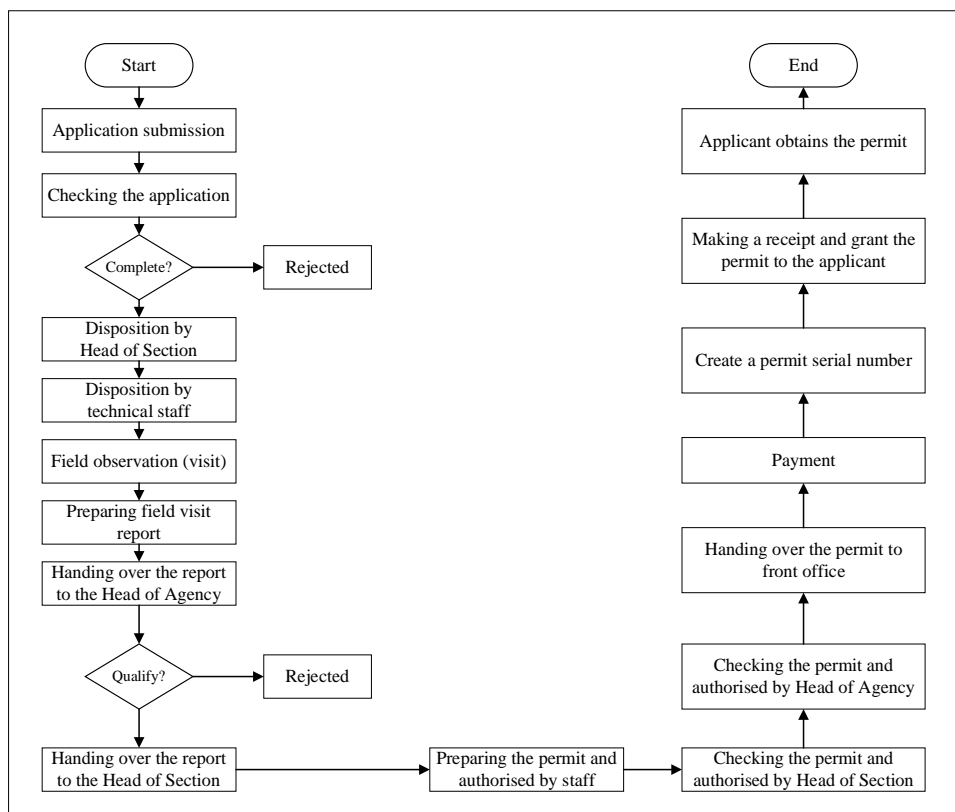 Start
Application submission
Checking the application
Complete?
Rejected
Disposition by
Head of Section
Disposition by
technical staff
Field observation (visit)
Preparing field visit
report
Handing over the report
to the Head of Agency
Qualify?
Rejected
Handing over the report
to the Head of Section
Preparing the permit and
authorised by staff
Checking the permit and
authorised by Head of Section
Checking the permit and
authorised by Head of Agency
Handing over the permit to
front office
Payment
Create a permit serial number
Making a receipt and grant the
permit to the applicant
Applicant obtains the permit
End